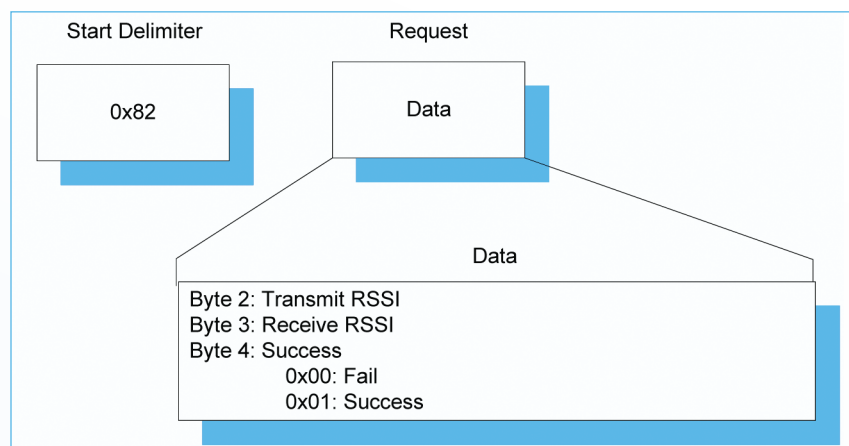 Start Delimiter
Request
0x82
Data
Data
Byte 2: Transmit RSSI
Byte 3: Receive RSSI
Byte 4: Success
0x00: Fail
0x01: Success